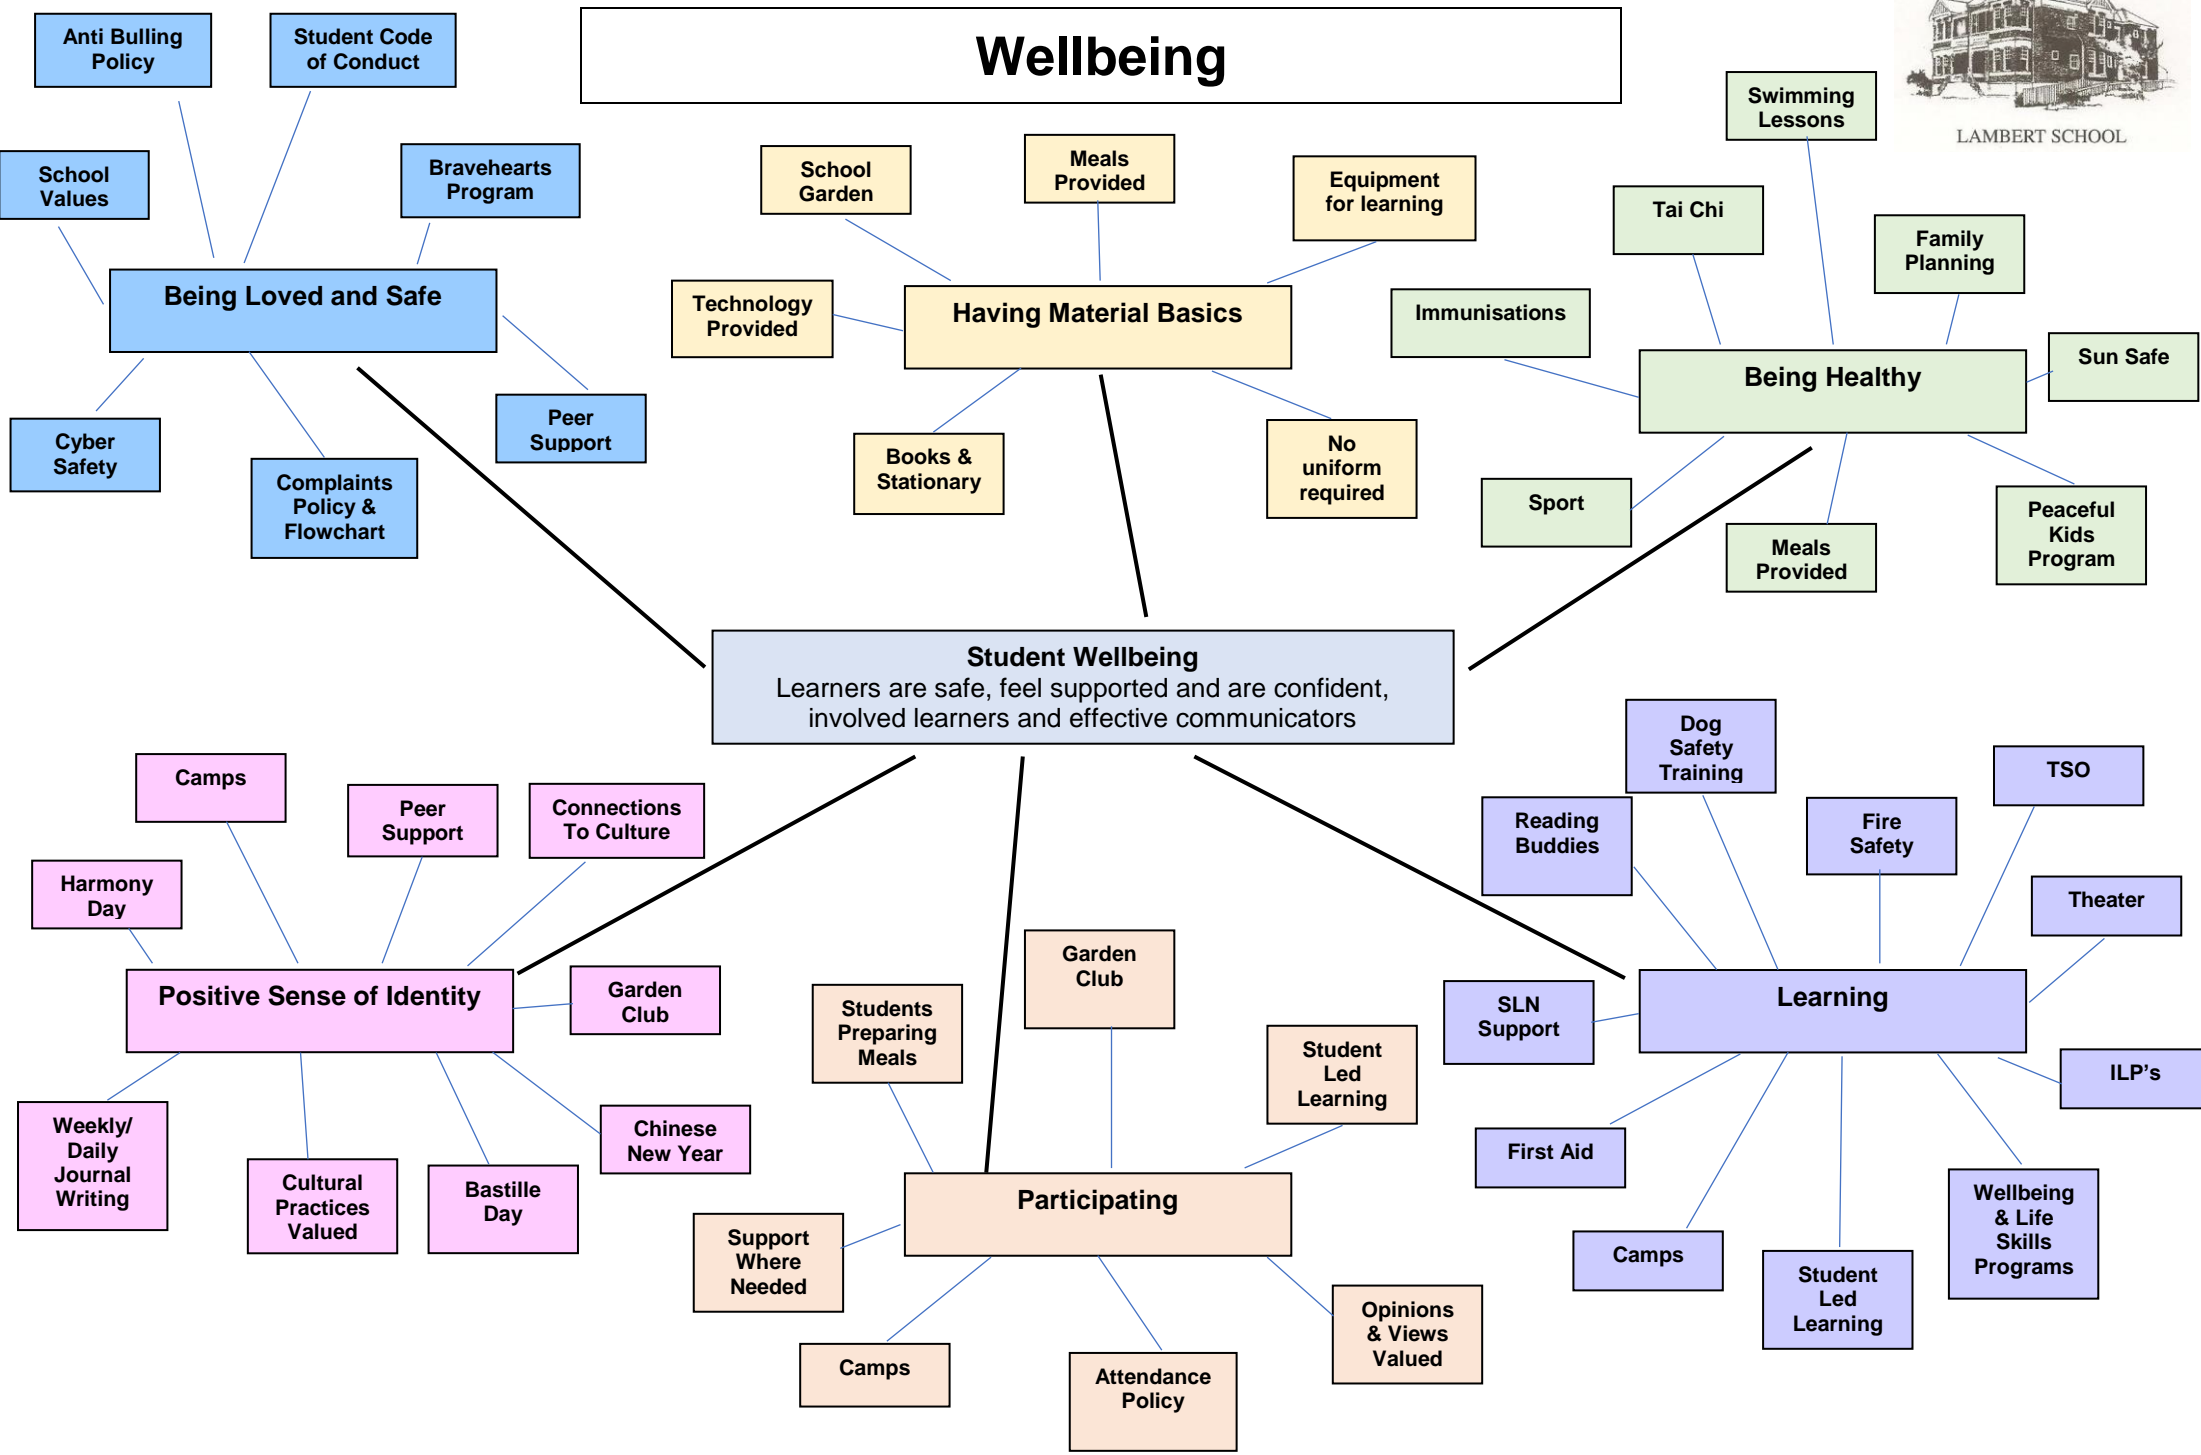 Wellbeing
LAMBERT SCHOOL
Anti Bulling
Policy
Student Code
of Conduct
School
Values
Bravehearts
Program
Being Loved and Safe
Cyber
Safety
Complaints
Policy &
Flowchart
Peer
Support
School
Garden
Meals
Provided
Equipment
for learning
Technology
Provided
Having Material Basics
Books &
Stationary
No
uniform
required
Swimming
Lessons
Tai Chi
Family
Planning
Immunisations
Sun Safe
Being Healthy
Sport
Meals
Provided
Peaceful
Kids
Program
Student Wellbeing
Learners are safe, feel supported and are confident,
involved learners and effective communicators
Camps
Peer
Support
Connections
To Culture
Harmony
Day
Positive Sense of Identity
Garden
Club
Weekly/
Daily
Journal
Writing
Cultural
Practices
Valued
Bastille
Day
Chinese
New Year
Garden
Club
Students
Preparing
Meals
Student
Led
Learning
Participating
Support
Where
Needed
Camps
Attendance
Policy
Opinions
& Views
Valued
Dog
Safety
Training
TSO
Reading
Buddies
Fire
Safety
Theater
SLN
Support
Learning
ILP’s
First Aid
Camps
Student
Led
Learning
Wellbeing
& Life
Skills
Programs